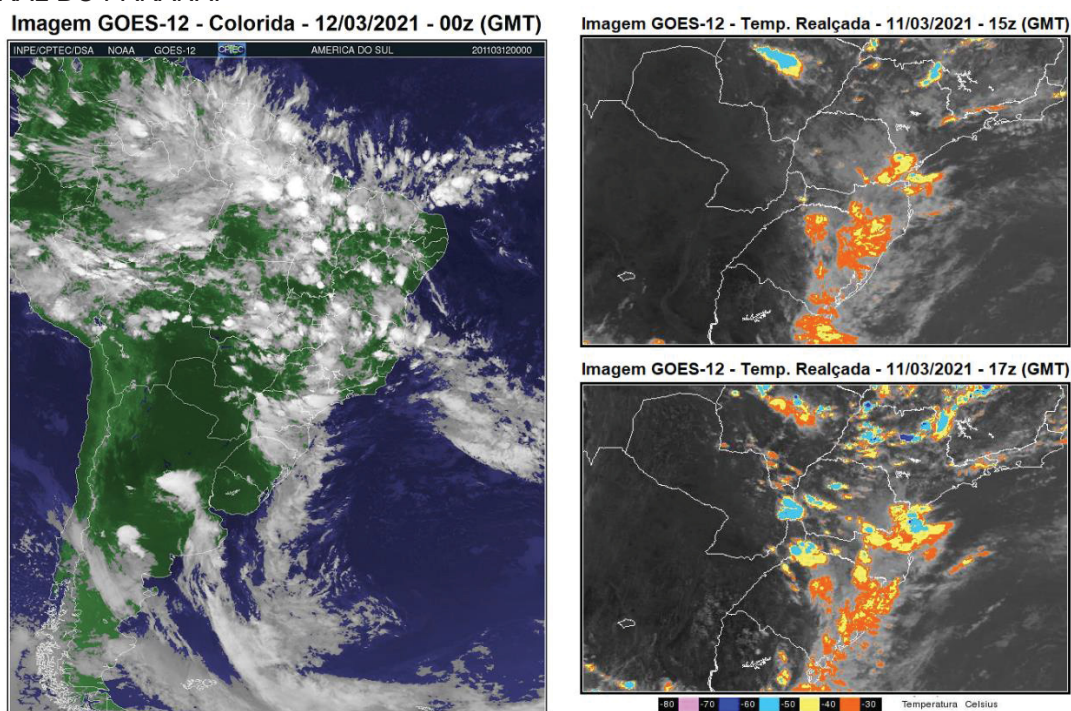 Imagem GOES-12 - Colorida - 12/03/2021 - 00z (GMT)
INPE/CPTEC/DSA NOAA GOES-12 CPTEC AMERICA DO SUL 201103120000
Imagem GOES-12 - Temp. Realçada - 11/03/2021 - 15z (GMT)
Imagem GOES-12 - Temp. Realçada - 11/03/2021 - 17z (GMT)
-80 -70 -60 -50 -40 -30 Temperatura Celsius